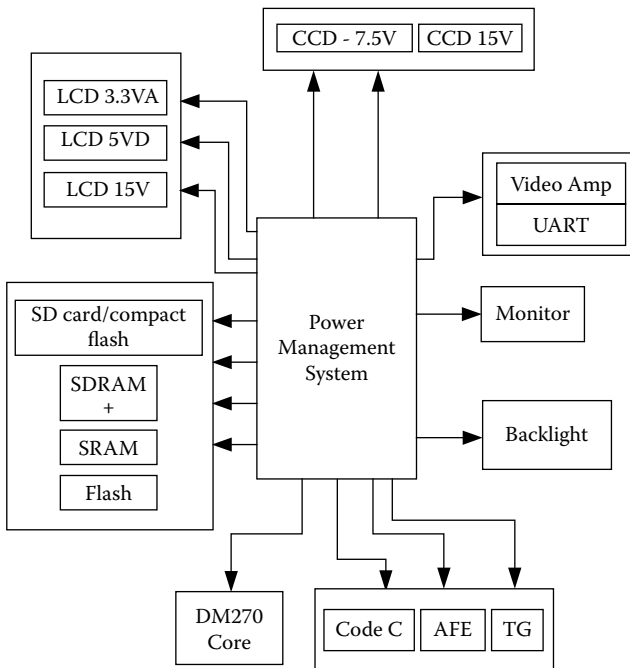 CCD - 7.5V
CCD 15V
LCD 3.3VA
LCD 5VD
LCD 15V
Video Amp
UART
SD card/compact
flash
SDRAM
+
SRAM
Flash
Power
Management
System
Monitor
Backlight
DM270
Core
Code C
AFE
TG